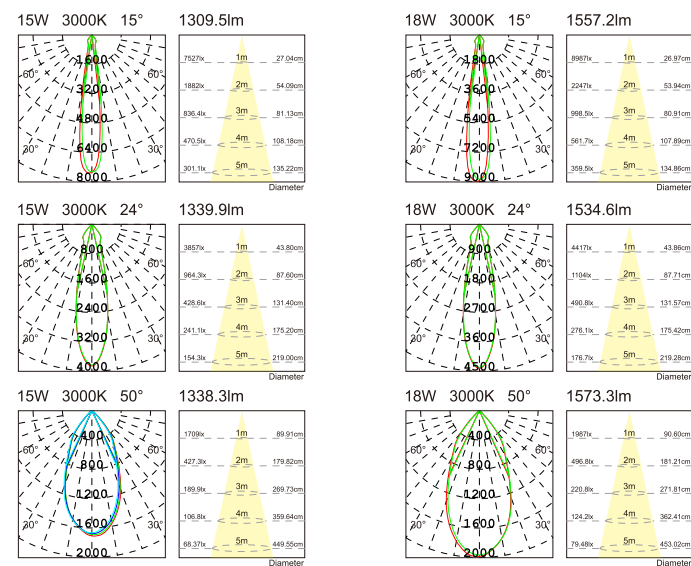 15W 3000K 15° 1309.5lm
1600
3200
4800
6400
8000
60° 60°
30° 30°
7527lx 1m 27.04cm
1882lx 2m 54.09cm
836.4lx 3m 81.13cm
470.5lx 4m 108.18cm
301.1lx 5m 135.22cm
Diameter
18W 3000K 15° 1557.2lm
1800
3600
5400
7200
9000
60° 60°
30° 30°
8987lx 1m 26.97cm
2247lx 2m 53.94cm
998.5lx 3m 80.91cm
561.7lx 4m 107.89cm
359.5lx 5m 134.86cm
Diameter
15W 3000K 24° 1339.9lm
800
1600
2400
3200
4000
60° 60°
30° 30°
3857lx 1m 43.80cm
964.3lx 2m 87.60cm
428.6lx 3m 131.40cm
241.1lx 4m 175.20cm
154.3lx 5m 219.00cm
Diameter
18W 3000K 24° 1534.6lm
900
1800
2700
3600
4500
60° 60°
30° 30°
4417lx 1m 43.86cm
1104lx 2m 87.71cm
490.8lx 3m 131.57cm
276.1lx 4m 175.42cm
176.7lx 5m 219.28cm
Diameter
15W 3000K 50° 1338.3lm
400
800
1200
1600
2000
60° 60°
30° 30°
1709lx 1m 89.91cm
427.3lx 2m 179.82cm
189.9lx 3m 269.73cm
106.8lx 4m 359.64cm
68.37lx 5m 449.55cm
Diameter
18W 3000K 50° 1573.3lm
400
800
1200
1600
2000
60° 60°
30° 30°
1987lx 1m 90.60cm
496.8lx 2m 181.21cm
220.8lx 3m 271.81cm
124.2lx 4m 362.41cm
79.48lx 5m 453.02cm
Diameter